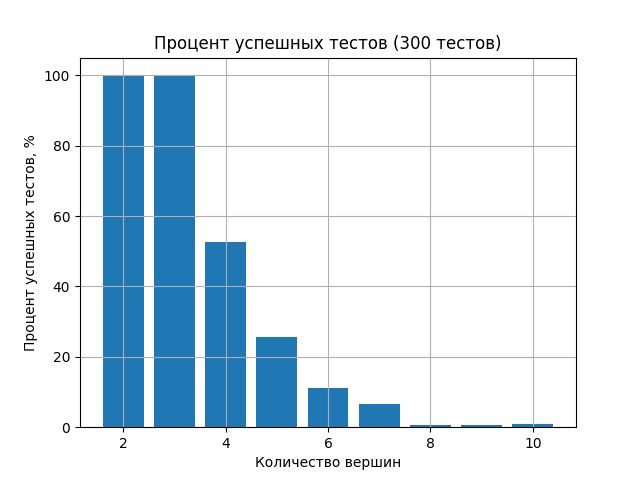 Процент успешных тестов (300 тестов)
Процент успешных тестов, %
100
80
60
40
20
0
2 4 6 8 10
Количество вершин